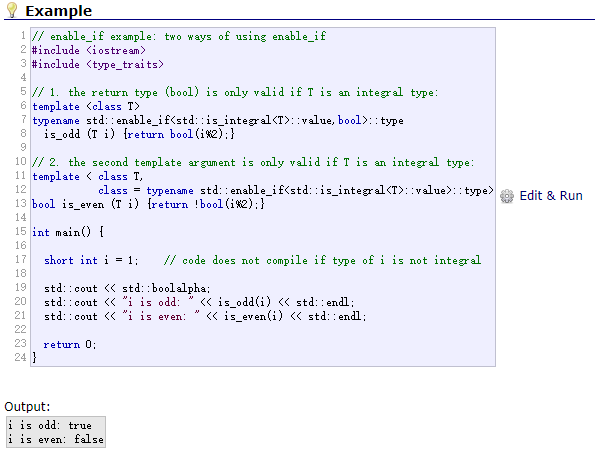 Example
1 // enable_if example: two ways of using enable_if
2 #include <iostream>
3 #include <type_traits>
4
5 // 1. the return type (bool) is only valid if T is an integral type:
6 template <class T>
7 typename std::enable_if<std::is_integral<T>::value,bool>::type
8   is_odd (T i) {return bool(i%2);}
9
10 // 2. the second template argument is only valid if T is an integral type:
11 template < class T,
12            class = typename std::enable_if<std::is_integral<T>::value>::type>
13 bool is_even (T i) {return !bool(i%2);}
14
15 int main() {
16
17   short int i = 1;    // code does not compile if type of i is not integral
18
19   std::cout << std::boolalpha;
20   std::cout << "i is odd: " << is_odd(i) << std::endl;
21   std::cout << "i is even: " << is_even(i) << std::endl;
22
23   return 0;
24 }
Edit & Run
Output:
i is odd: true
i is even: false